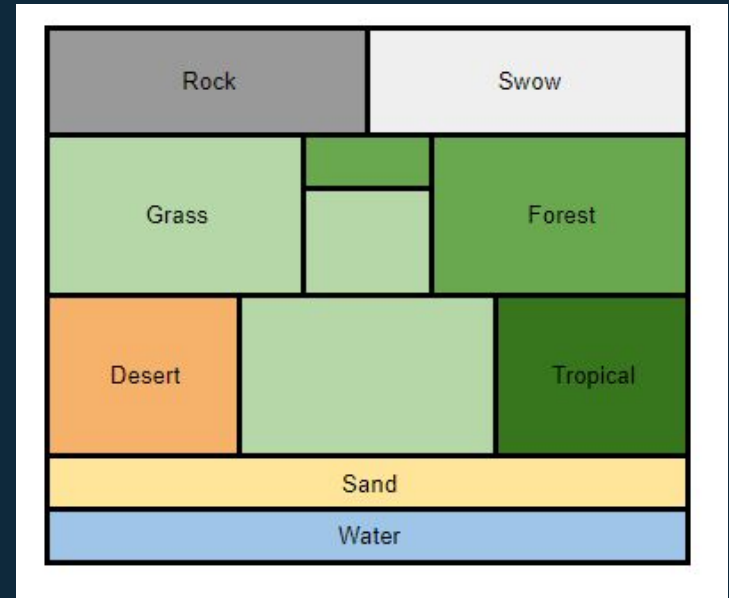 Rock
Swow
Grass
Forest
Desert
Tropical
Sand
Water